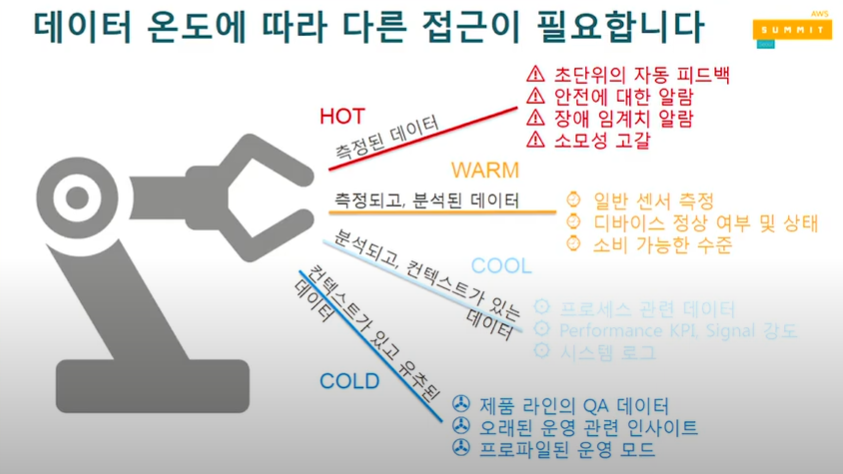 데이터 온도에 따라 다른 접근이 필요합니다
AWS
SUMMIT
HOT
측정된 데이터
초단위의 자동 피드백
안전에 대한 알람
장애 임계치 알람
소모성 고갈
WARM
측정되고, 분석된 데이터
일반 센서 측정
디바이스 정상 여부 및 상태
소비 가능한 수준
COOL
분석되고, 컨텍스트가 있는
데이터
프로세스 관련 데이터
Performance KPI, Signal 강도
시스템 로그
COLD
컨텍스트가 있고 유추된
데이터
제품 라인의 QA 데이터
오래된 운영 관련 인사이트
프로파일된 운영 모드